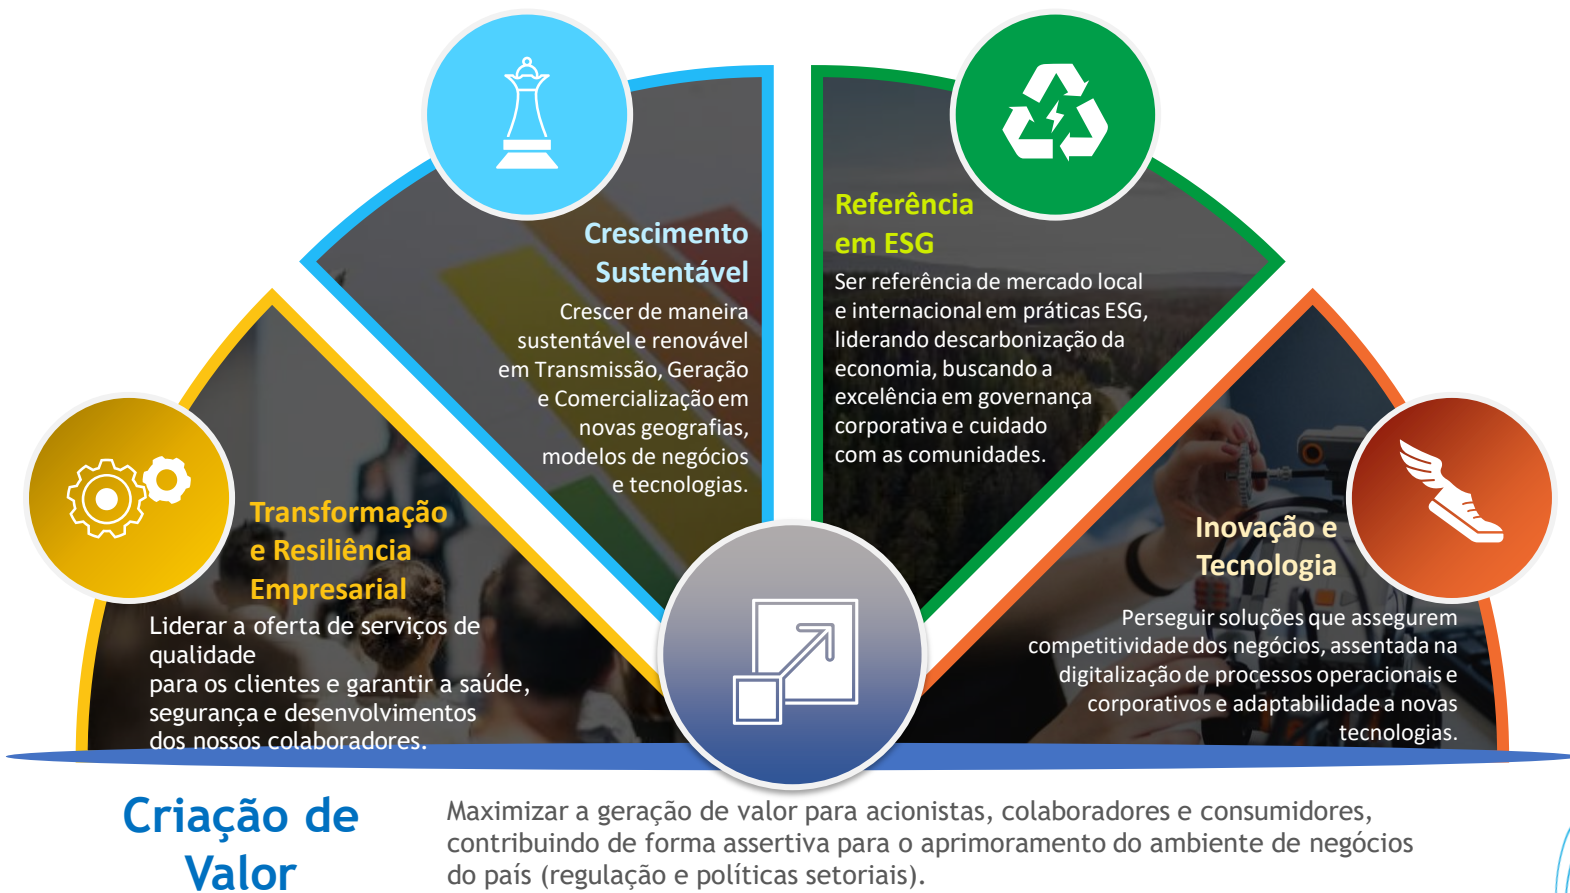 Crescimento
Sustentável
Crescer de maneira
sustentável e renovável
em Transmissão, Geração
e Comercialização em
novas geografias,
modelos de negócios
e tecnologias.
Referência
em ESG
Ser referência de mercado local
e internacional em práticas ESG,
liderando descarbonização da
economia, buscando a
excelência em governança
corporativa e cuidado
com as comunidades.
Transformação
e Resiliência
Empresarial
Liderar a oferta de serviços de
qualidade
para os clientes e garantir a saúde,
segurança e desenvolvimentos
dos nossos colaboradores.
Inovação e
Tecnologia
Perseguir soluções que assegurem
competitividade dos negócios, assentada na
digitalização de processos operacionais e
corporativos e adaptabilidade a novas
tecnologias.
Criação de
Valor
Maximizar a geração de valor para acionistas, colaboradores e consumidores,
contribuindo de forma assertiva para o aprimoramento do ambiente de negócios
do país (regulação e políticas setoriais).